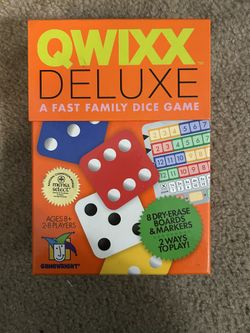 QWIXX™
DELUXE
A FAST FAMILY DICE GAME
mensa
select
AGES 8+
2-8 PLAYERS
8 DRY-ERASE
BOARDS
& MARKERS
2 WAYS
TO PLAY!
GAMEWRIGHT